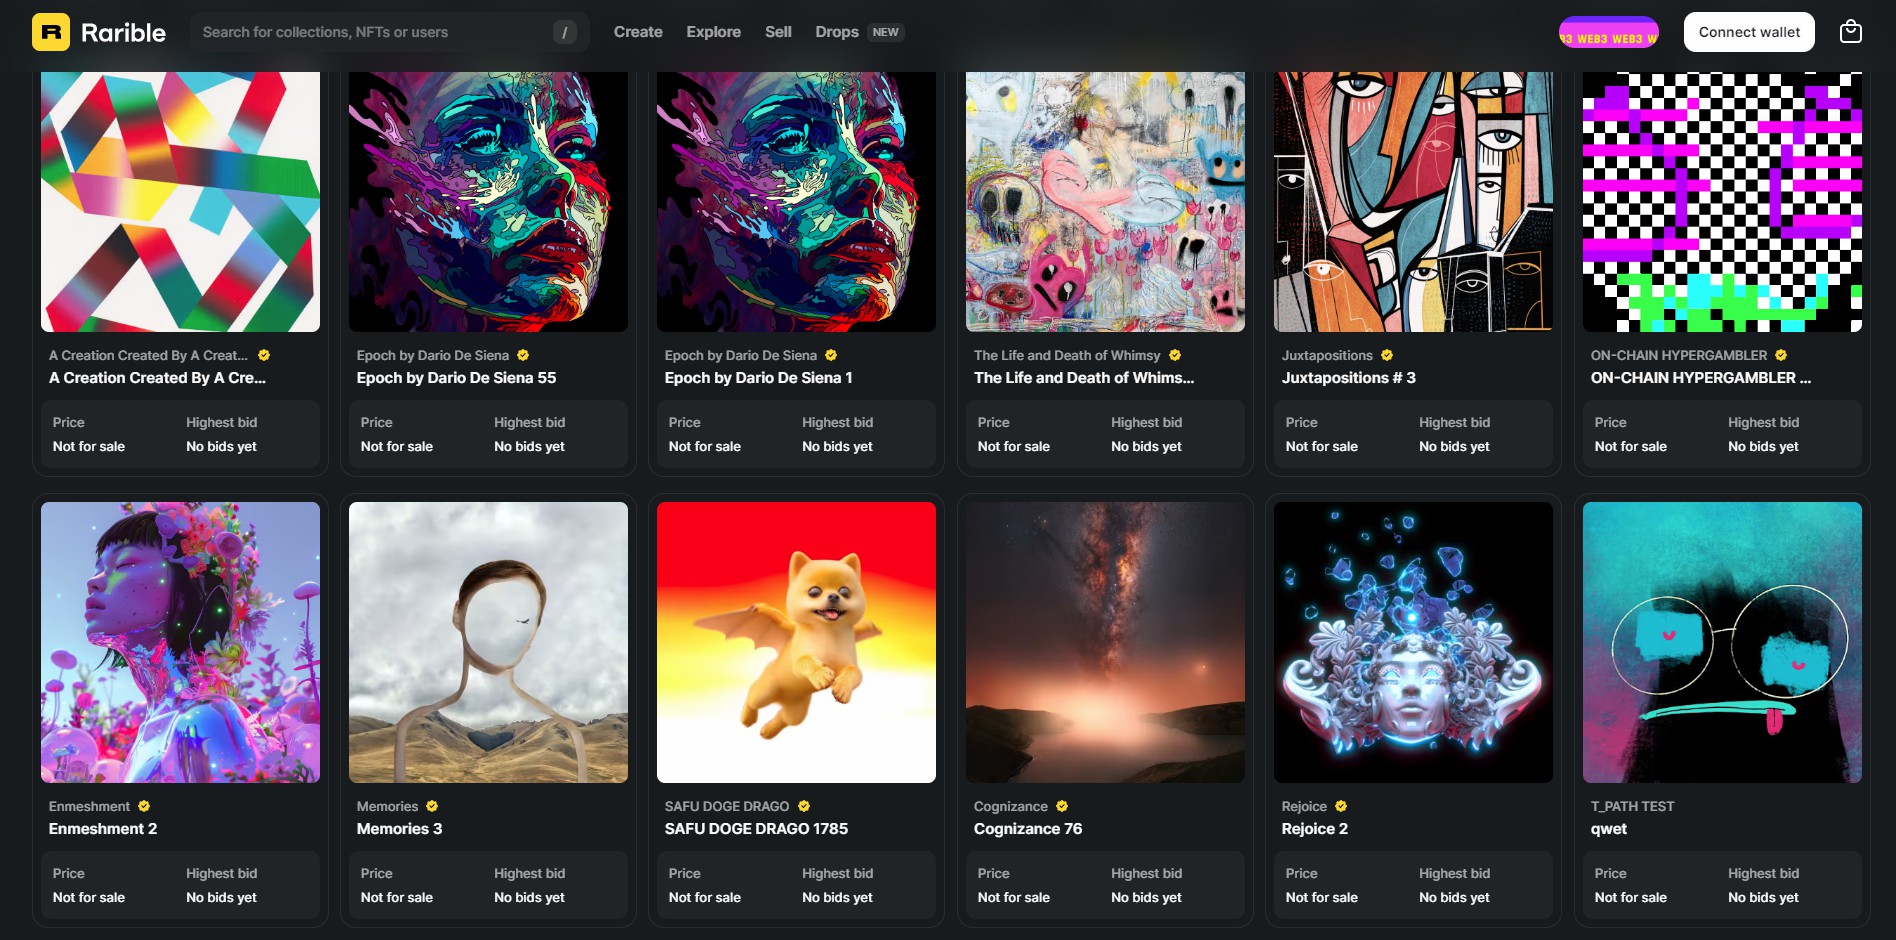 Rarible
Search for collections, NFTs or users
/
Create
Explore
Sell
Drops NEW
WEB3 WEB3 W
Connect wallet
A Creation Created By A Creat...
A Creation Created By A Cre...
Price Highest bid
Not for sale No bids yet
Epoch by Dario De Siena
Epoch by Dario De Siena 55
Price Highest bid
Not for sale No bids yet
Epoch by Dario De Siena
Epoch by Dario De Siena 1
Price Highest bid
Not for sale No bids yet
The Life and Death of Whimsy
The Life and Death of Whims...
Price Highest bid
Not for sale No bids yet
Juxtapositions
Juxtapositions # 3
Price Highest bid
Not for sale No bids yet
ON-CHAIN HYPERGAMBLER
ON-CHAIN HYPERGAMBLER ...
Price Highest bid
Not for sale No bids yet
Enmeshment
Enmeshment 2
Price Highest bid
Not for sale No bids yet
Memories
Memories 3
Price Highest bid
Not for sale No bids yet
SAFU DOGE DRAGO
SAFU DOGE DRAGO 1785
Price Highest bid
Not for sale No bids yet
Cognizance
Cognizance 76
Price Highest bid
Not for sale No bids yet
Rejoice
Rejoice 2
Price Highest bid
Not for sale No bids yet
T_PATH TEST
qwet
Price Highest bid
Not for sale No bids yet